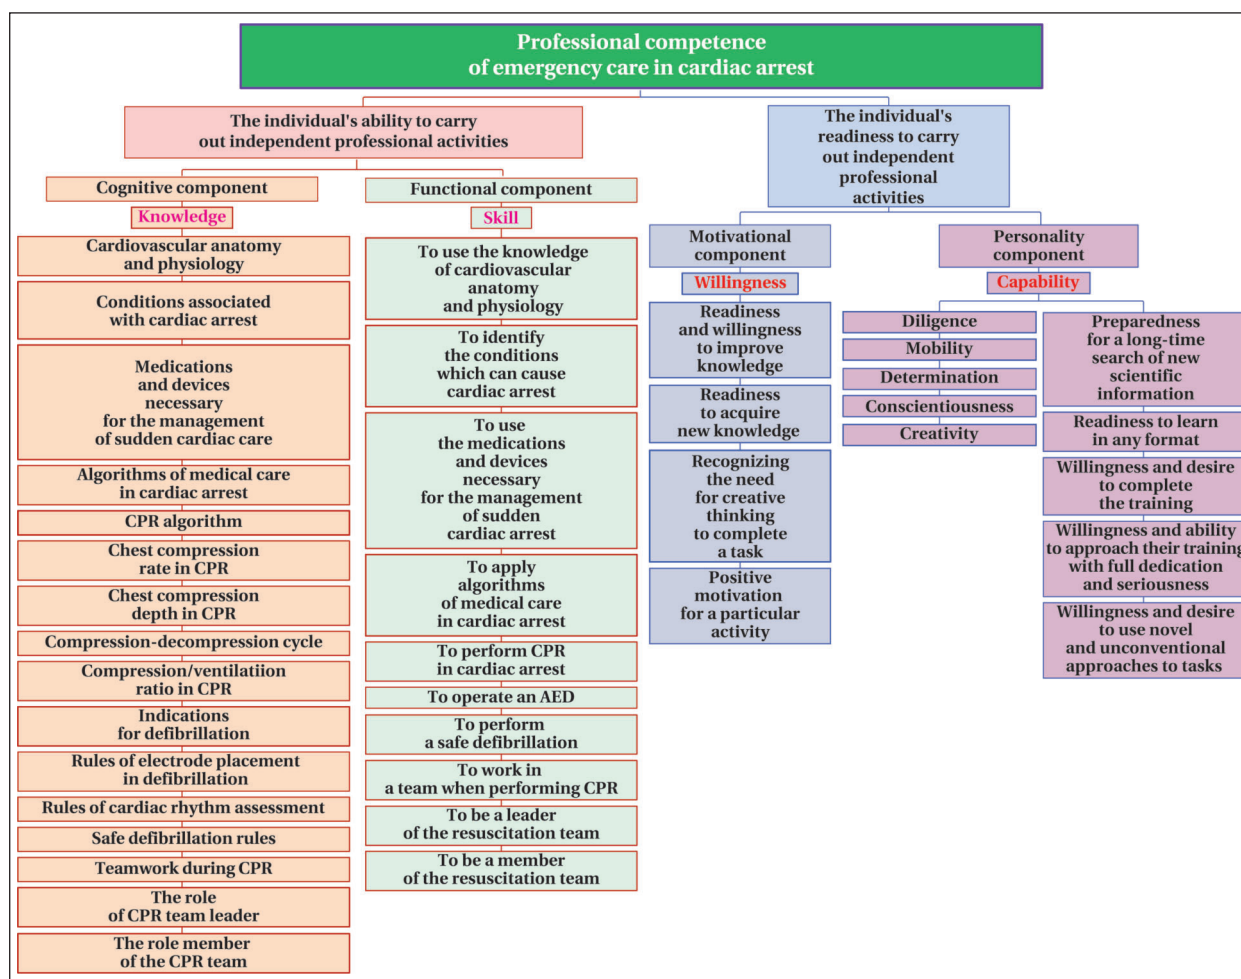 Professional competence
of emergency care in cardiac arrest
The individual's ability to carry
out independent professional activities
The individual's
readiness to carry
out independent
professional
activities
Cognitive component
Knowledge
Cardiovascular anatomy
and physiology
Conditions associated
with cardiac arrest
Medications
and devices
necessary
for the management
of sudden cardiac care
Algorithms of medical care
in cardiac arrest
CPR algorithm
Chest compression
rate in CPR
Chest compression
depth in CPR
Compression-decompression cycle
Compression/ventilatiion
ratio in CPR
Indications
for defibrillation
Rules of electrode placement
in defibrillation
Rules of cardiac rhythm assessment
Safe defibrillation rules
Teamwork during CPR
The role
of CPR team leader
The role member
of the CPR team
Functional component
Skill
To use the knowledge
of cardiovascular
anatomy
and physiology
To identify
the conditions
which can cause
cardiac arrest
To use
the medications
and devices
necessary
for the management
of sudden
cardiac arrest
To apply
algorithms
of medical care
in cardiac arrest
To perform CPR
in cardiac arrest
To operate an AED
To perform
a safe defibrillation
To work in
a team when performing CPR
To be a leader
of the resuscitation team
To be a member
of the resuscitation team
Motivational
component
Willingness
Readiness
and willingness
to improve
knowledge
Readiness
to acquire
new knowledge
Recognizing
the need
for creative
thinking
to complete
a task
Positive
motivation
for a particular
activity
Personality
component
Capability
Diligence
Mobility
Determination
Conscientiousness
Creativity
Preparedness
for a long-time
search of new
scientific
information
Readiness to learn
in any format
Willingness and desire
to complete
the training
Willingness and ability
to approach their training
with full dedication
and seriousness
Willingness and desire
to use novel
and unconventional
approaches to tasks